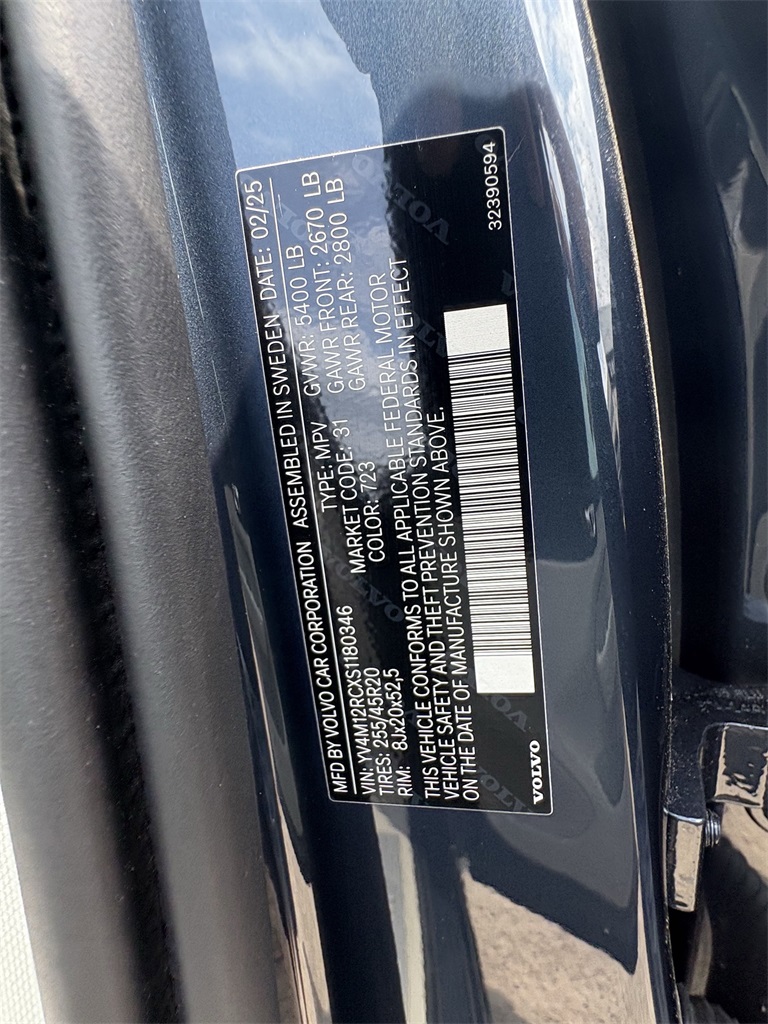 MFD BY VOLVO CAR CORPORATION ASSEMBLED IN SWEDEN DATE: 02/25
VIN: YV4M12RCXS1180346 TYPE: MPV GVWR: 5400 LB
TIRES: 255/45R20 MARKET CODE: 31 GAWR FRONT: 2670 LB
RIM: 8Jx20x52,5 COLOR: 723 GAWR REAR: 2800 LB
THIS VEHICLE CONFORMS TO ALL APPLICABLE FEDERAL MOTOR
VEHICLE SAFETY AND THEFT PREVENTION STANDARDS IN EFFECT
ON THE DATE OF MANUFACTURE SHOWN ABOVE.
VOLVO 32390594